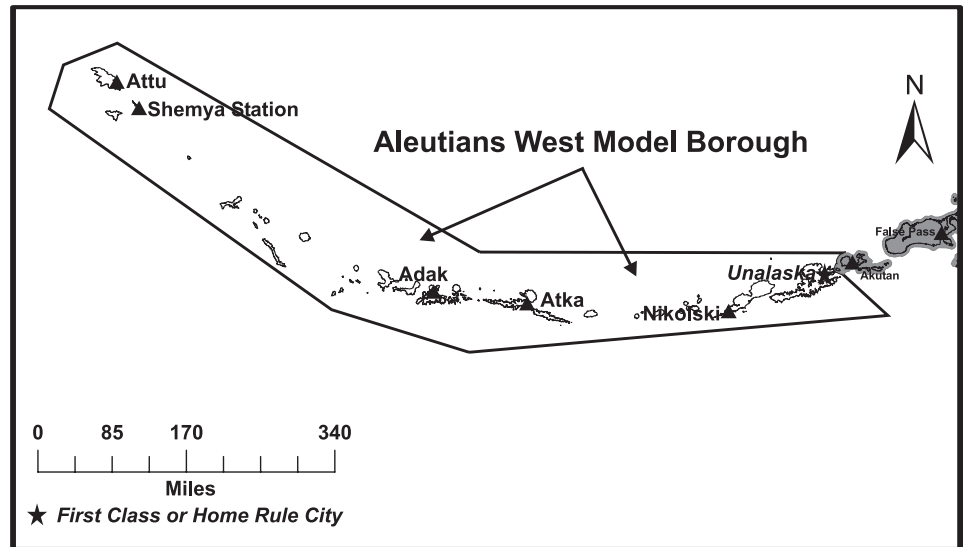 Attu
Shemya Station
N
Aleutians West Model Borough
False Pass
Adak
Unalaska
Akutan
Atka
Nikolski
0 85 170 340
Miles
★ First Class or Home Rule City